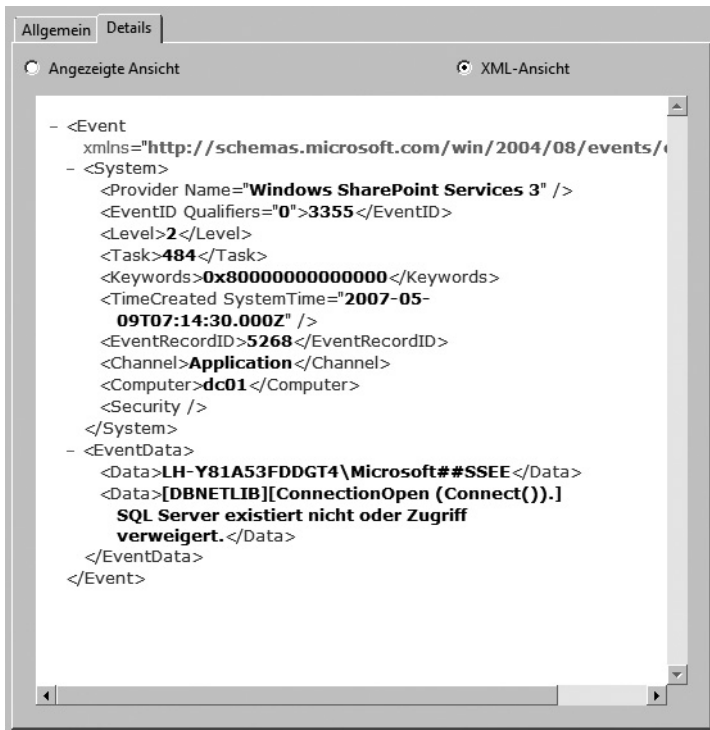 Allgemein Details
Angezeigte Ansicht XML-Ansicht
– <Event
xmlns="http://schemas.microsoft.com/win/2004/08/events/
– <System>
<Provider Name="Windows SharePoint Services 3" />
<EventID Qualifiers="0">3355</EventID>
<Level>2</Level>
<Task>484</Task>
<Keywords>0x80000000000000</Keywords>
<TimeCreated SystemTime="2007-05-
09T07:14:30.000Z" />
<EventRecordID>5268</EventRecordID>
<Channel>Application</Channel>
<Computer>dc01</Computer>
<Security />
</System>
– <EventData>
<Data>LH-Y81A53FDDGT4\Microsoft##SSEE</Data>
<Data>[DBNETLIB][ConnectionOpen (Connect()).]
SQL Server existiert nicht oder Zugriff
verweigert.</Data>
</EventData>
</Event>